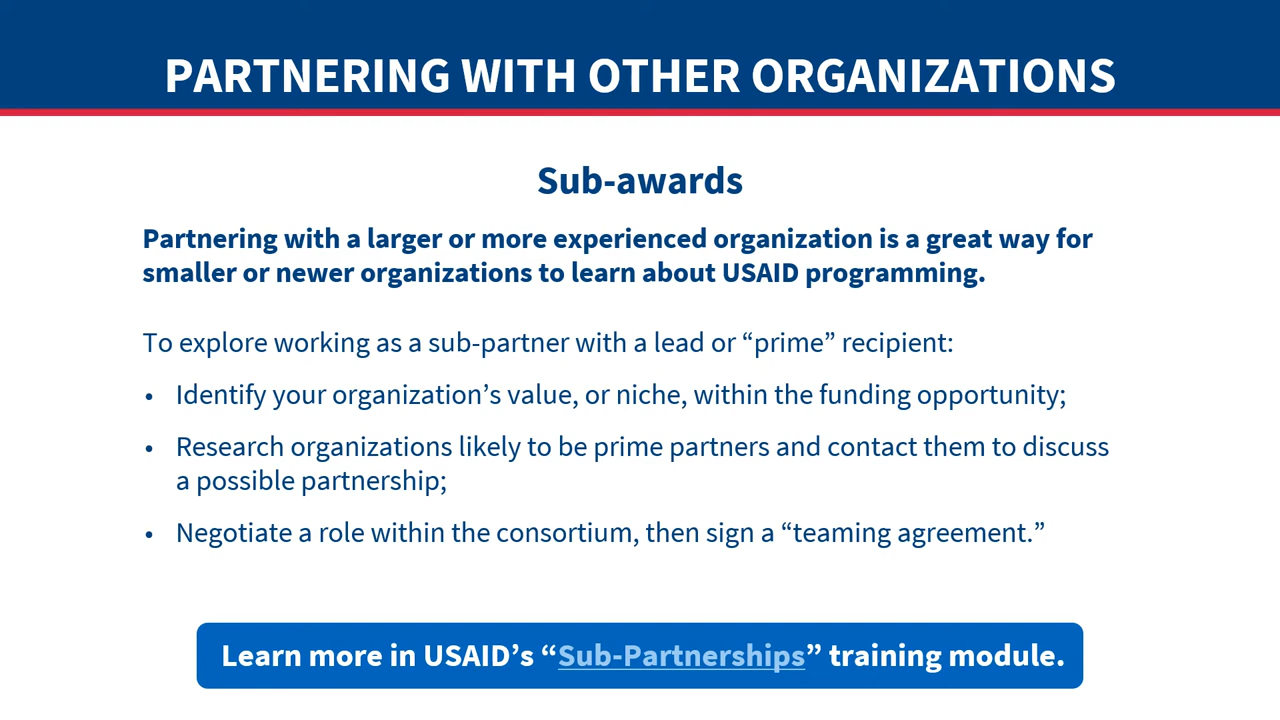 PARTNERING WITH OTHER ORGANIZATIONS
Sub-awards
Partnering with a larger or more experienced organization is a great way for
smaller or newer organizations to learn about USAID programming.
To explore working as a sub-partner with a lead or “prime” recipient:
• Identify your organization’s value, or niche, within the funding opportunity;
• Research organizations likely to be prime partners and contact them to discuss
a possible partnership;
• Negotiate a role within the consortium, then sign a “teaming agreement.”
Learn more in USAID’s “Sub-Partnerships” training module.